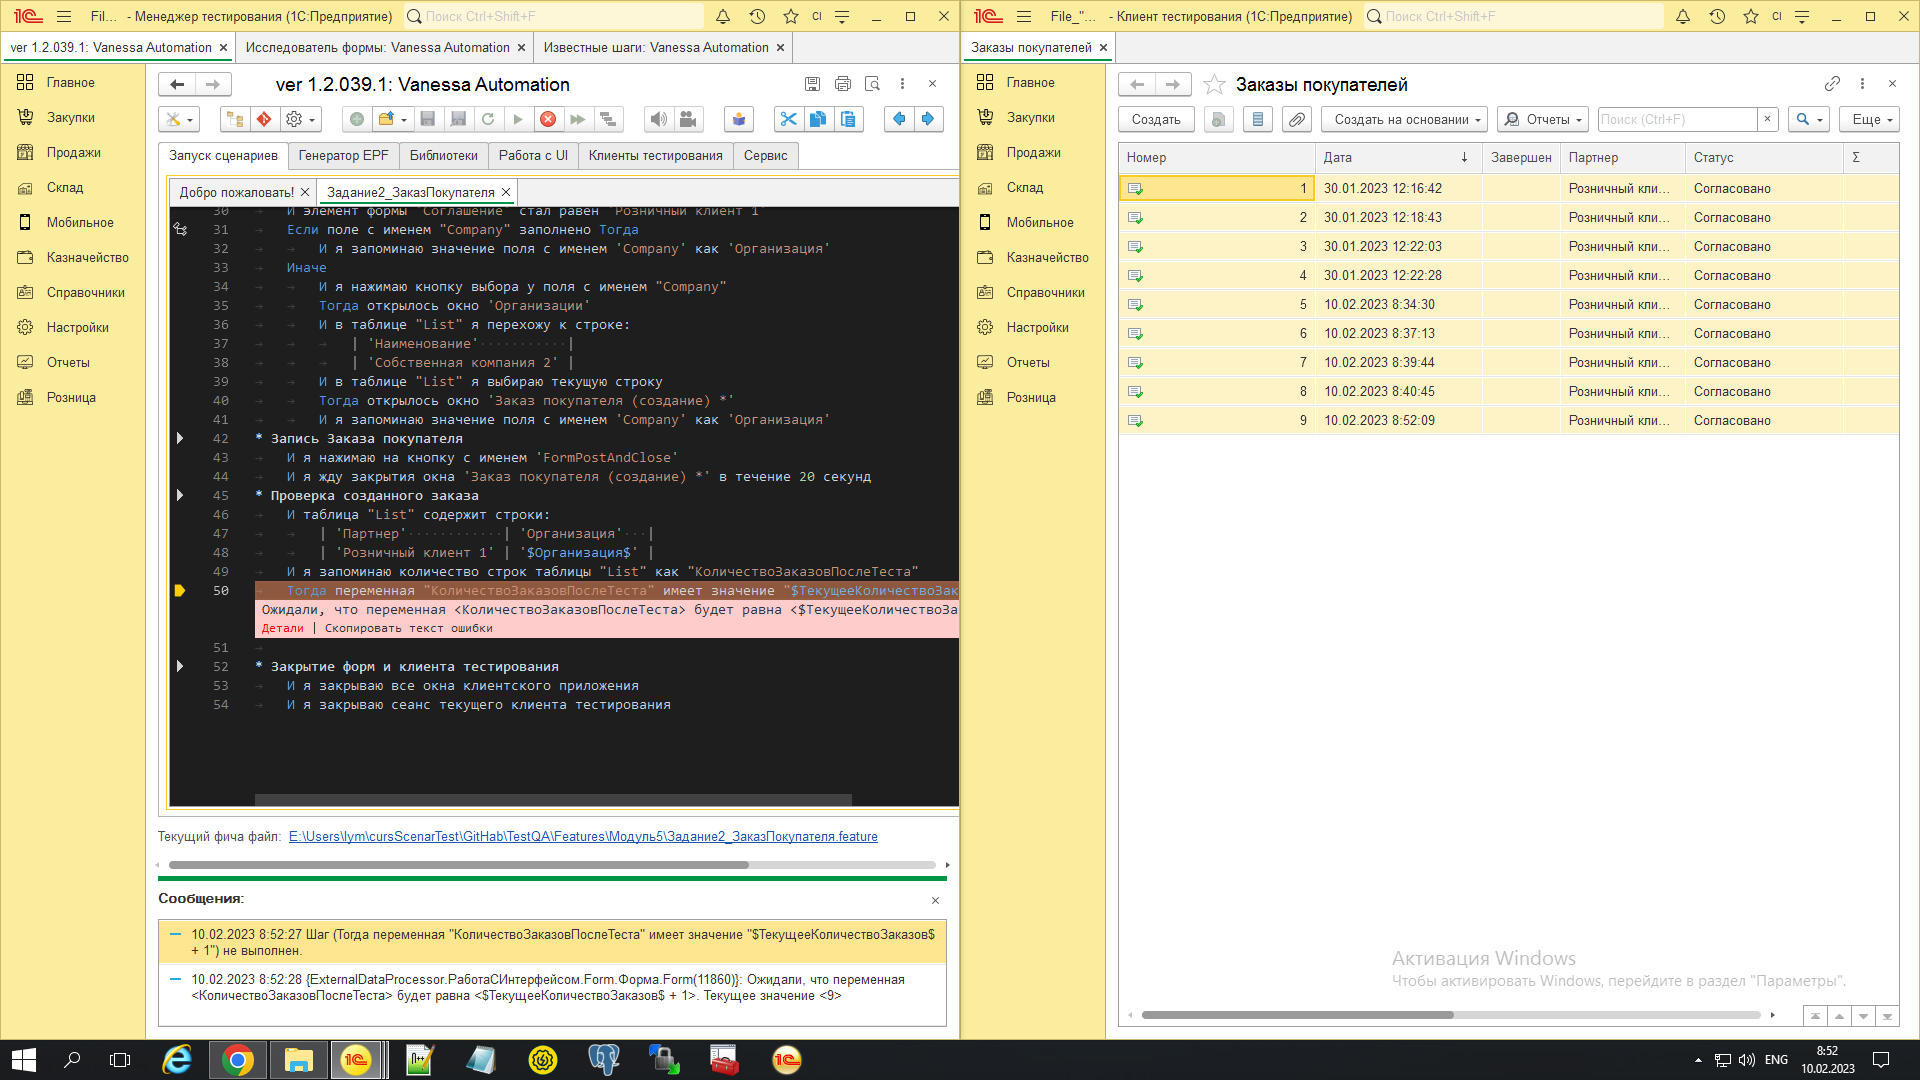 Fil... - Менеджер тестирования (1С:Предприятие)
Поиск Ctrl+Shift+F
CI
File_"... - Клиент тестирования (1С:Предприятие)
Поиск Ctrl+Shift+F
CI
ver 1.2.039.1: Vanessa Automation
Исследователь формы: Vanessa Automation
Известные шаги: Vanessa Automation
Заказы покупателей
Главное
Закупки
Продажи
Склад
Мобильное
Казначейство
Справочники
Настройки
Отчеты
Розница
ver 1.2.039.1: Vanessa Automation
Запуск сценариев
Генератор EPF
Библиотеки
Работа с UI
Клиенты тестирования
Сервис
Добро пожаловать!
Задание2_ЗаказПокупателя
30 И элемент формы "Соглашение" стал равен 'Розничный клиент 1'
31 Если поле с именем "Company" заполнено Тогда
32 И я запоминаю значение поля с именем 'Company' как 'Организация'
33 Иначе
34 И я нажимаю кнопку выбора у поля с именем "Company"
35 Тогда открылось окно 'Организации'
36 И в таблице "List" я перехожу к строке:
37 | 'Наименование' |
38 | 'Собственная компания 2' |
39 И в таблице "List" я выбираю текущую строку
40 Тогда открылось окно 'Заказ покупателя (создание) *'
41 И я запоминаю значение поля с именем 'Company' как 'Организация'
42 * Запись Заказа покупателя
43 И я нажимаю на кнопку с именем 'FormPostAndClose'
44 И я жду закрытия окна 'Заказ покупателя (создание) *' в течение 20 секунд
45 * Проверка созданного заказа
46 И таблица "List" содержит строки:
47 | 'Партнер' | 'Организация' |
48 | 'Розничный клиент 1' | '$Организация$' |
49 И я запоминаю количество строк таблицы "List" как "КоличествоЗаказовПослеТеста"
50 Тогда переменная "КоличествоЗаказовПослеТеста" имеет значение "$ТекущееКоличествоЗак
Ожидали, что переменная <КоличествоЗаказовПослеТеста> будет равна <$ТекущееКоличествоЗа
Детали | Скопировать текст ошибки
51
52 * Закрытие форм и клиента тестирования
53 И я закрываю все окна клиентского приложения
54 И я закрываю сеанс текущего клиента тестирования
Текущий фича файл: E:\Users\lym\cursScenarTest\GitHab\TestQA\Features\Модуль5\Задание2_ЗаказПокупателя.feature
Сообщения:
10.02.2023 8:52:27 Шаг (Тогда переменная "КоличествоЗаказовПослеТеста" имеет значение "$ТекущееКоличествоЗаказов$
+ 1") не выполнен.
10.02.2023 8:52:28 {ExternalDataProcessor.РаботаСИнтерфейсом.Form.Форма.Form(11860)}: Ожидали, что переменная
<КоличествоЗаказовПослеТеста> будет равна <$ТекущееКоличествоЗаказов$ + 1>. Текущее значение <9>
Главное
Закупки
Продажи
Склад
Мобильное
Казначейство
Справочники
Настройки
Отчеты
Розница
Заказы покупателей
Создать
Создать на основании
Отчеты
Поиск (Ctrl+F)
Еще
Номер Дата Завершен Партнер Статус Σ
1 30.01.2023 12:16:42 Розничный кли... Согласовано
2 30.01.2023 12:18:43 Розничный кли... Согласовано
3 30.01.2023 12:22:03 Розничный кли... Согласовано
4 30.01.2023 12:22:28 Розничный кли... Согласовано
5 10.02.2023 8:34:30 Розничный кли... Согласовано
6 10.02.2023 8:37:13 Розничный кли... Согласовано
7 10.02.2023 8:39:44 Розничный кли... Согласовано
8 10.02.2023 8:40:45 Розничный кли... Согласовано
9 10.02.2023 8:52:09 Розничный кли... Согласовано
Активация Windows
Чтобы активировать Windows, перейдите в раздел "Параметры".
ENG
8:52
10.02.2023